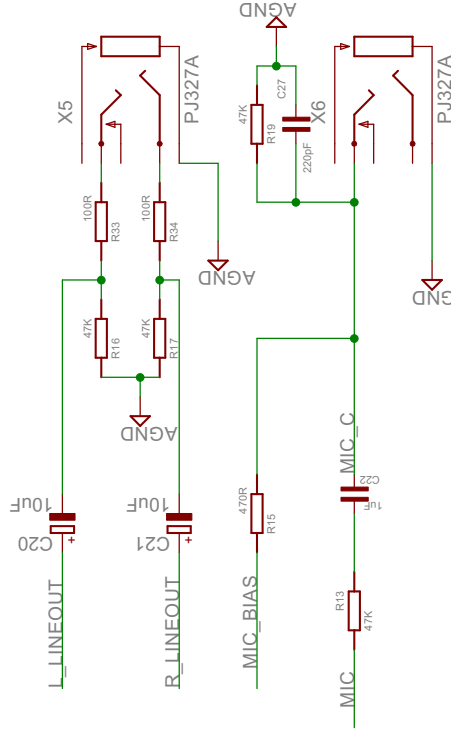 AGND
X5
PJ327A
47K
R19
C27
220pF
X6
PJ327A
100R
R33
100R
R34
AGND
GND
47K
R16
47K
R17
AGND
MIC_C
C22
1uF
10uF
C20
10uF
C21
470R
R15
L_LINEOUT
R_LINEOUT
MIC_BIAS
R13
47K
MIC